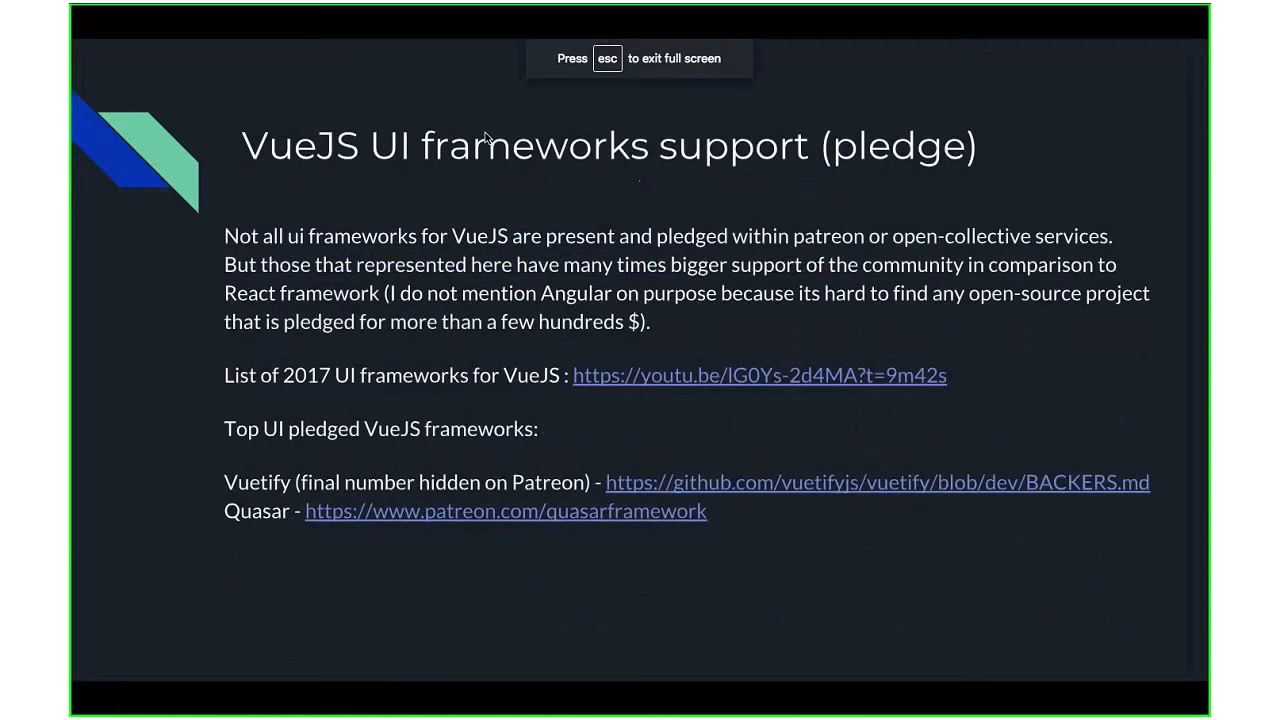 Press esc to exit full screen
VueJS UI frameworks support (pledge)
Not all ui frameworks for VueJS are present and pledged within patreon or open-collective services.
But those that represented here have many times bigger support of the community in comparison to
React framework (I do not mention Angular on purpose because its hard to find any open-source project
that is pledged for more than a few hundreds $).
List of 2017 UI frameworks for VueJS : https://youtu.be/lG0Ys-2d4MA?t=9m42s
Top UI pledged VueJS frameworks:
Vuetify (final number hidden on Patreon) - https://github.com/vuetifyjs/vuetify/blob/dev/BACKERS.md
Quasar - https://www.patreon.com/quasarframework